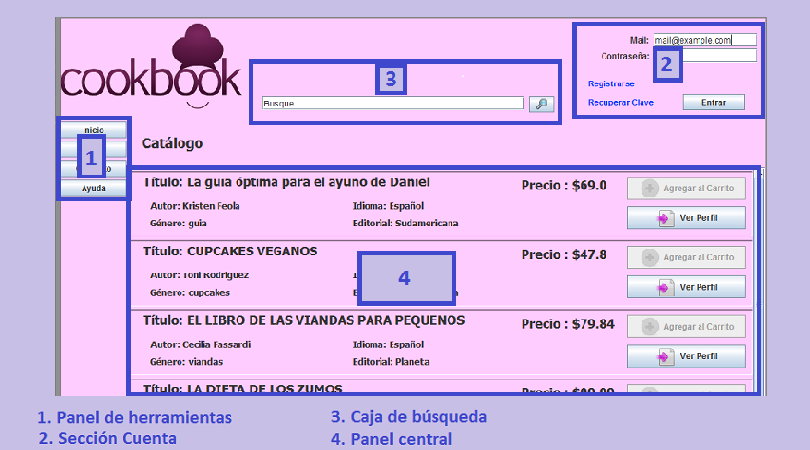 cookbook
Mail: mail@example.com
Contraseña:
Registrarse
Recuperar Clave
Entrar
2
3
Busque
Inicio
1
Ayuda
Catálogo
Título: La guia óptima para el ayuno de Daniel
Precio : $69.0
Agregar al Carrito
Autor: Kristen Feola
Idioma: Español
Ver Perfil
Género: guia
Editorial: Sudamericana
Título: CUPCAKES VEGANOS
Precio : $47.8
Agregar al Carrito
Autor: Toni Rodriguez
4
Género: cupcakes
Ver Perfil
Título: EL LIBRO DE LAS VIANDAS PARA PEQUENOS
Precio : $79.84
Agregar al Carrito
Autor: Cecilia Fassardi
Idioma: Español
Ver Perfil
Género: viandas
Editorial: Planeta
Título: LA DIETA DE LOS ZUMOS
1. Panel de herramientas
2. Sección Cuenta
3. Caja de búsqueda
4. Panel central